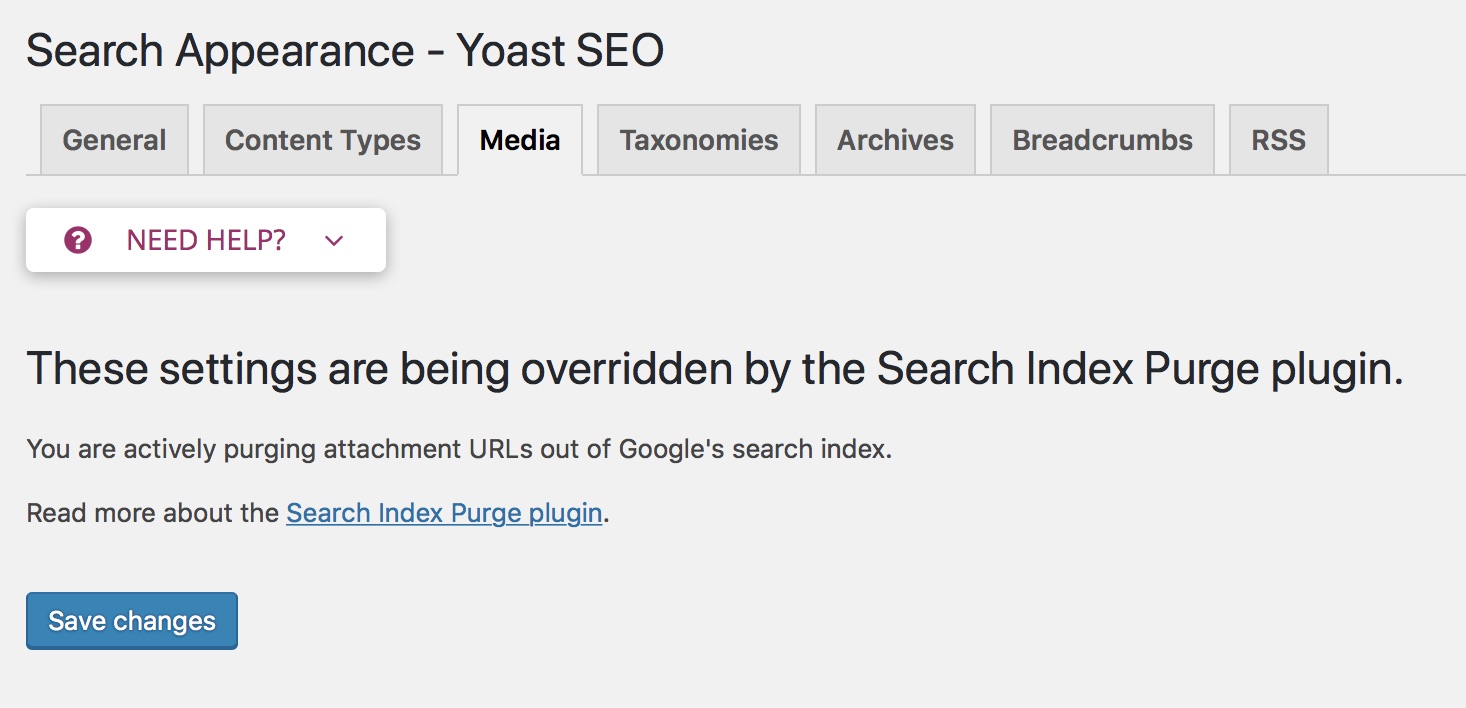 Search Appearance - Yoast SEO
General Content Types Media Taxonomies Archives Breadcrumbs RSS
NEED HELP?
These settings are being overridden by the Search Index Purge plugin.
You are actively purging attachment URLs out of Google's search index.
Read more about the Search Index Purge plugin.
Save changes